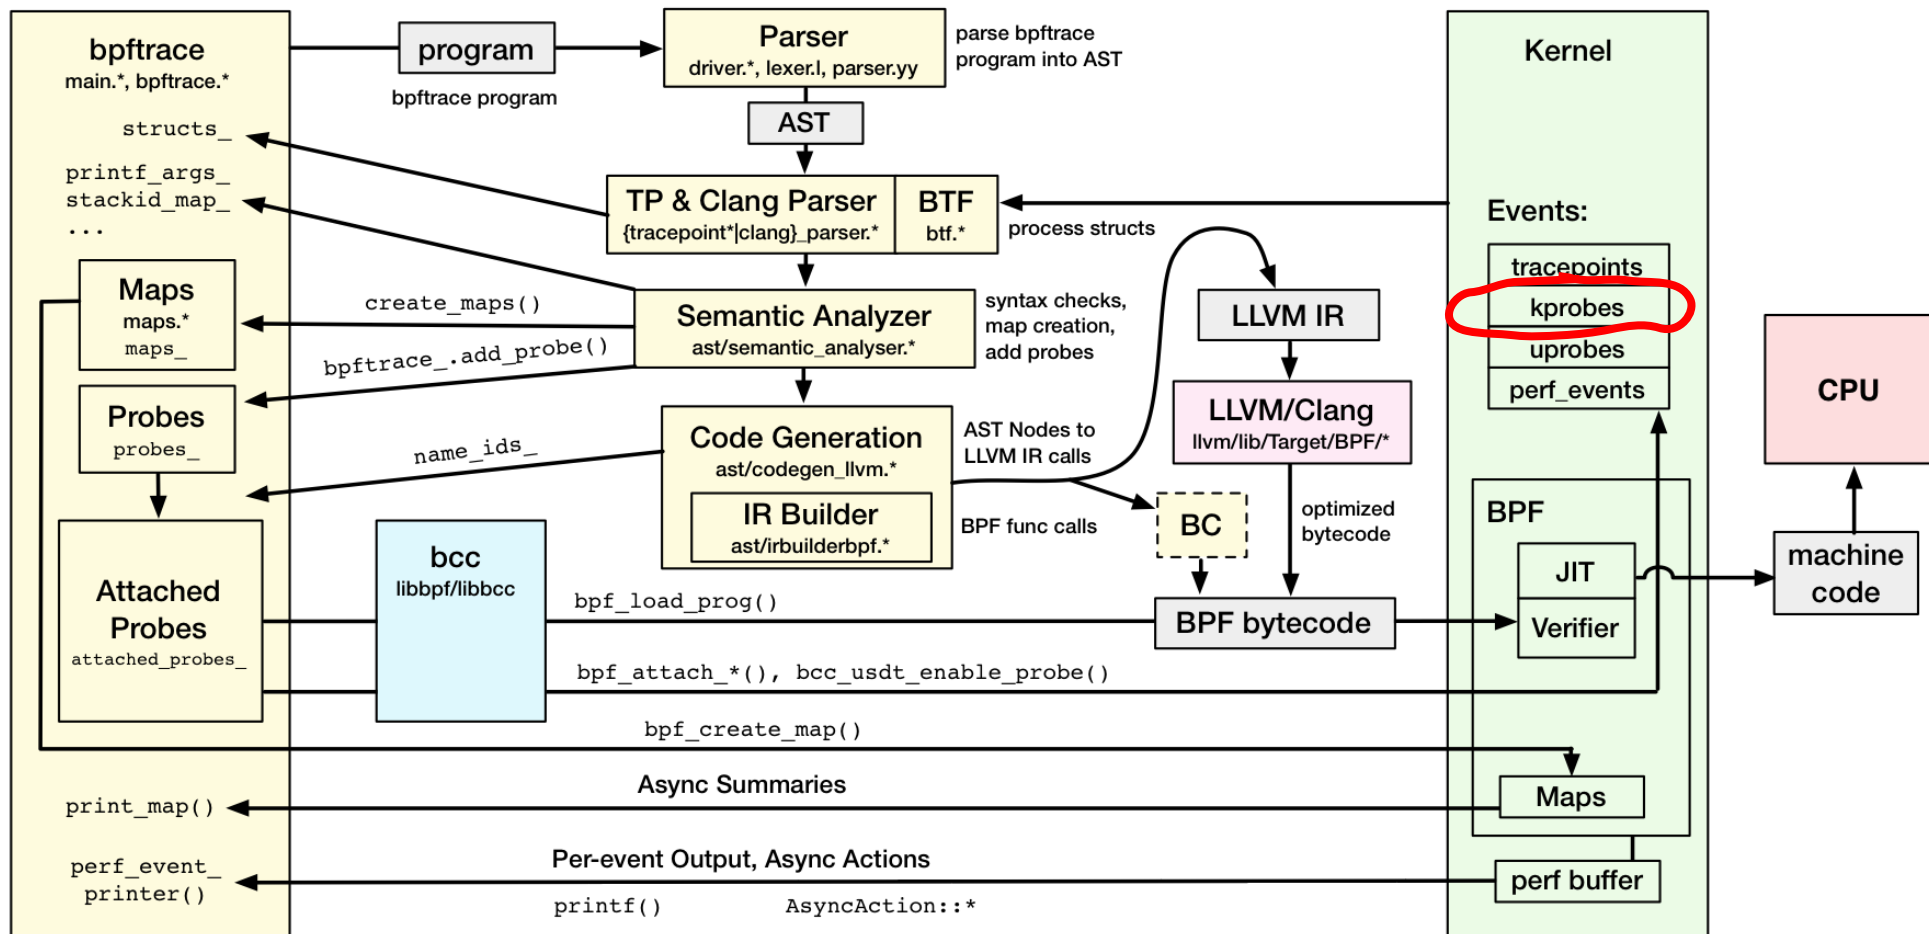 bpftrace
main.*, bpftrace.*
program
bpftrace program
Parser
driver.*, lexer.l, parser.yy
parse bpftrace
program into AST
AST
structs_
printf_args_
stackid_map_
...
TP & Clang Parser
{tracepoint*|clang}_parser.*
BTF
btf.*
process structs
Maps
maps.*
maps_
create_maps()
Semantic Analyzer
ast/semantic_analyser.*
syntax checks,
map creation,
add probes
bpftrace_.add_probe()
Probes
probes_
name_ids_
Code Generation
ast/codegen_llvm.*
IR Builder
ast/irbuilderbpf.*
AST Nodes to
LLVM IR calls
BPF func calls
LLVM IR
LLVM/Clang
llvm/lib/Target/BPF/*
optimized
bytecode
BC
BPF bytecode
Attached
Probes
attached_probes_
bcc
libbpf/libbcc
bpf_load_prog()
bpf_attach_*(), bcc_usdt_enable_probe()
bpf_create_map()
Async Summaries
print_map()
Per-event Output, Async Actions
perf_event_
printer()
printf()
AsyncAction::*
Kernel
Events:
tracepoints
kprobes
uprobes
perf_events
BPF
JIT
Verifier
Maps
perf buffer
CPU
machine
code